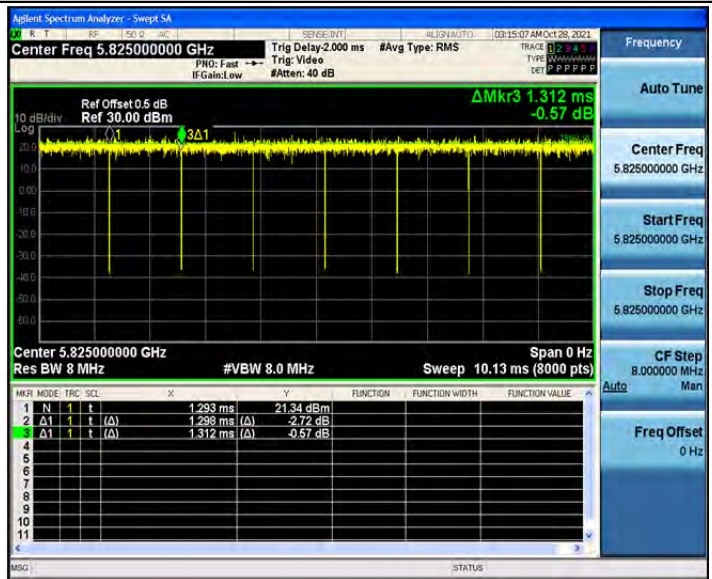 Agilent Spectrum Analyzer - Swept SA
R T RF 50 Ω AC SENSE:INT ALIGN AUTO 03:15:07 AM Oct 28, 2021
Center Freq 5.825000000 GHz Trig Delay-2.000 ms #Avg Type: RMS TRACE 1 2 3 4 5 6
PNO: Fast Trig: Video TYPE
IFGain:Low #Atten: 40 dB DET P P P P P P
Frequency
Auto Tune
Ref Offset 0.5 dB ΔMkr3 1.312 ms
10 dB/div Ref 30.00 dBm -0.57 dB
Log
1 3Δ1
20.0
10.0
0.00
-10.0
-20.0
-30.0
-40.0
-50.0
-60.0
Center Freq
5.825000000 GHz
Start Freq
5.825000000 GHz
Stop Freq
5.825000000 GHz
Center 5.825000000 GHz Span 0 Hz
Res BW 8 MHz #VBW 8.0 MHz Sweep 10.13 ms (8000 pts)
CF Step
8.000000 MHz
Auto Man
Freq Offset
0 Hz
MKR MODE TRC SCL X Y FUNCTION FUNCTION WIDTH FUNCTION VALUE
1 N 1 t 1.293 ms 21.34 dBm
2 Δ1 1 t (Δ) 1.298 ms (Δ) -2.72 dB
3 Δ1 1 t (Δ) 1.312 ms (Δ) -0.57 dB
4
5
6
7
8
9
10
11
MSG STATUS